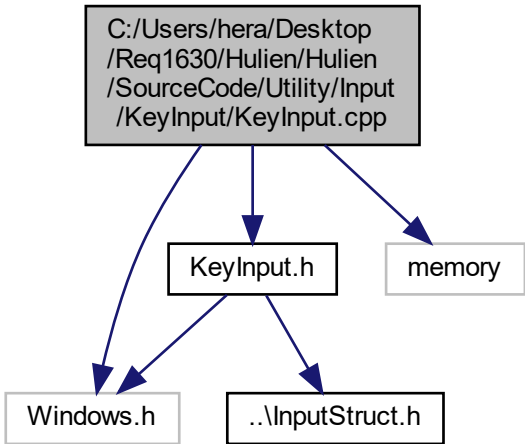 C:/Users/hera/Desktop
/Req1630/Hulien/Hulien
/SourceCode/Utility/Input
/KeyInput/KeyInput.cpp
KeyInput.h
memory
Windows.h
..\InputStruct.h